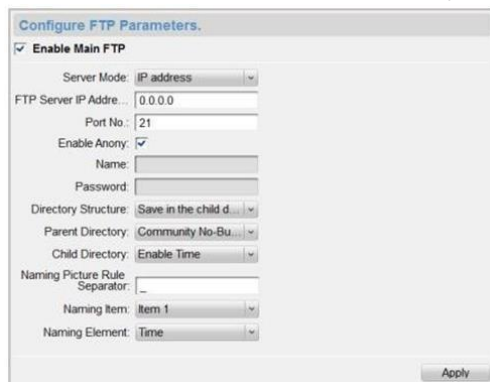 Configure FTP Parameters.
Enable Main FTP
Server Mode: IP address
FTP Server IP Addre... 0.0.0.0
Port No.: 21
Enable Anony:
Name:
Password:
Directory Structure: Save in the child d...
Parent Directory: Community No-Bu...
Child Directory: Enable Time
Naming Picture Rule
Separator: _
Naming Item: Item 1
Naming Element: Time
Apply